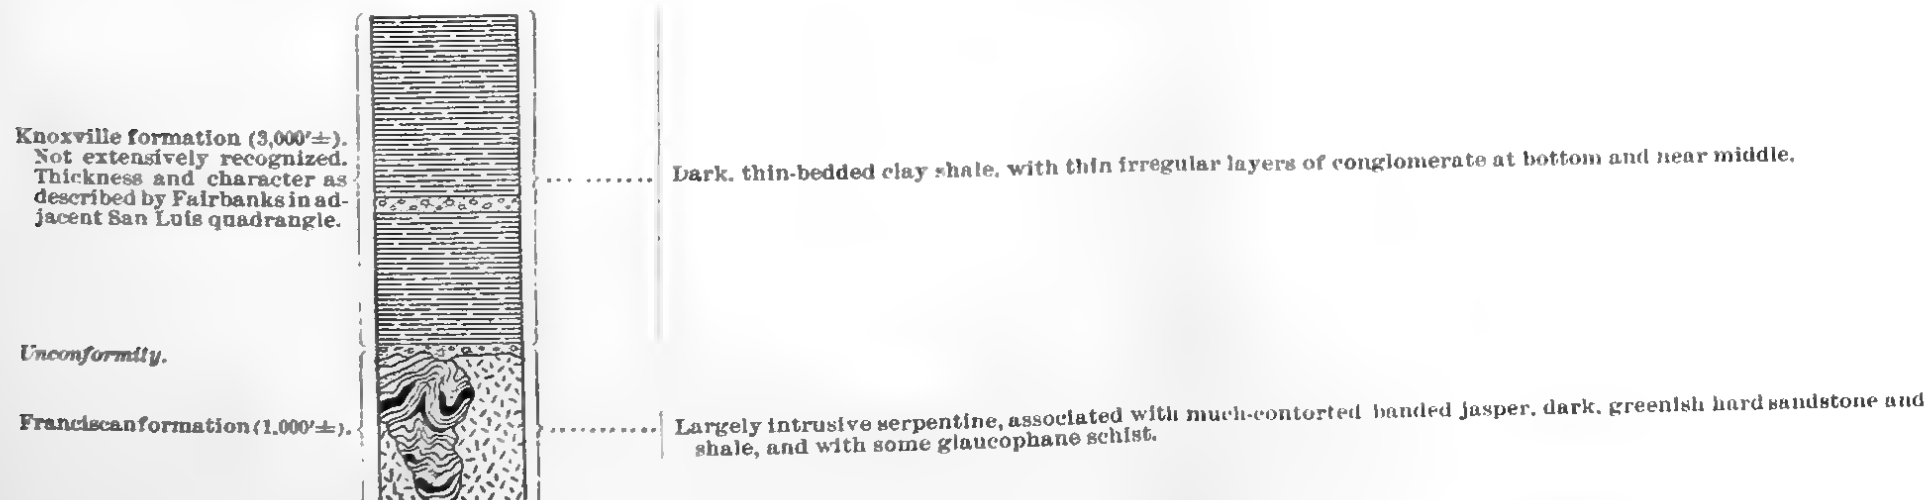 Knoxville formation (3,000'±).
Not extensively recognized.
Thickness and character as
described by Fairbanks in ad-
jacent San Luis quadrangle.
Dark, thin-bedded clay shale, with thin irregular layers of conglomerate at bottom and near middle.
Unconformity.
Franciscan formation (1,000'±).
Largely intrusive serpentine, associated with much-contorted banded jasper, dark, greenish hard sandstone and
shale, and with some glaucophane schist.